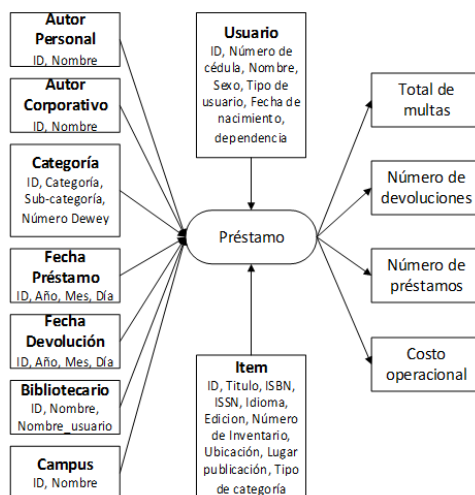 Autor
Personal
ID, Nombre
Autor
Corporativo
ID, Nombre
Categoría
ID, Categoría,
Sub-categoría,
Número Dewey
Fecha
Préstamo
ID, Año, Mes, Día
Fecha
Devolución
ID, Año, Mes, Día
Bibliotecario
ID, Nombre,
Nombre_usuario
Campus
ID, Nombre
Usuario
ID, Número de
cédula, Nombre,
Sexo, Tipo de
usuario, Fecha de
nacimiento,
dependencia
Préstamo
Item
ID, Titulo, ISBN,
ISSN, Idioma,
Edicion, Número
de Inventario,
Ubicación, Lugar
publicación, Tipo
de categoría
Total de
multas
Número de
devoluciones
Número de
préstamos
Costo
operacional